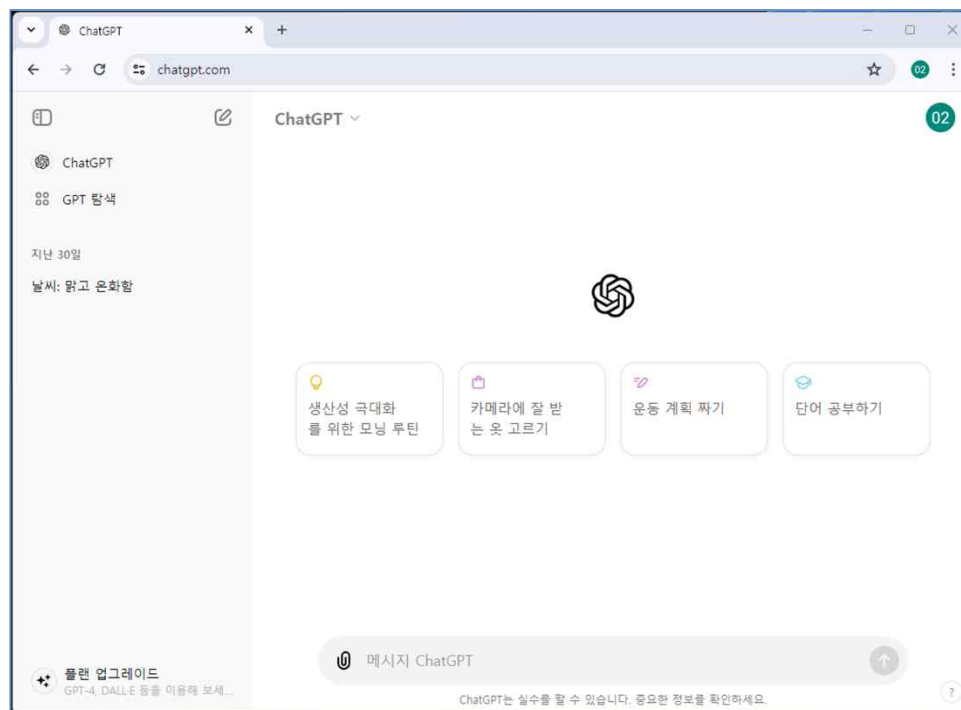 ChatGPT
chatgpt.com
02
ChatGPT
02
ChatGPT
GPT 탐색
지난 30일
날씨: 맑고 온화함
생산성 극대화
를 위한 모닝 루틴
카메라에 잘 받
는 옷 고르기
운동 계획 짜기
단어 공부하기
메시지 ChatGPT
플랜 업그레이드
GPT-4, DALL·E 등을 이용해 보세...
ChatGPT는 실수를 할 수 있습니다. 중요한 정보를 확인하세요.
?